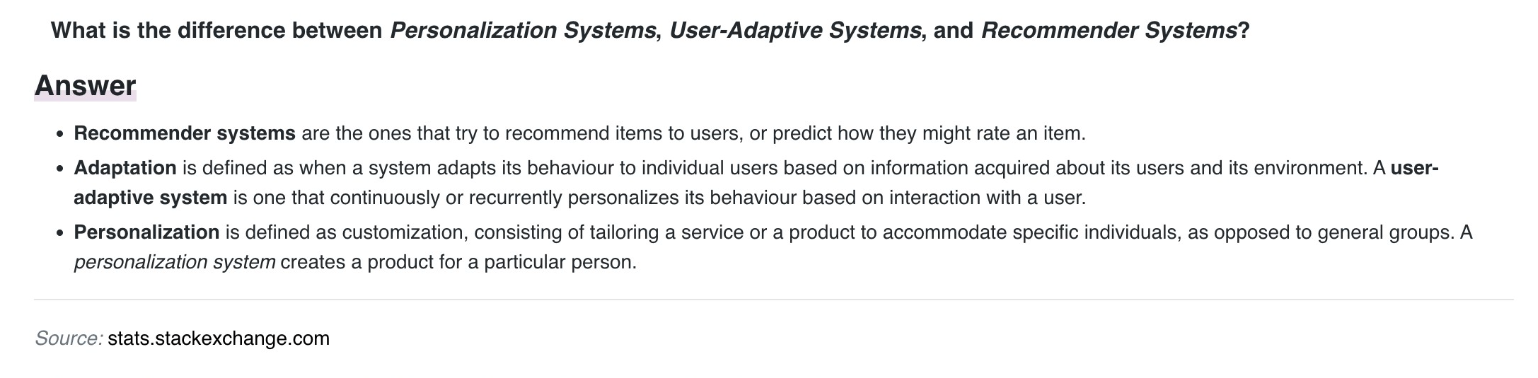 What is the difference between Personalization Systems, User-Adaptive Systems, and Recommender Systems?
Answer
• Recommender systems are the ones that try to recommend items to users, or predict how they might rate an item.
• Adaptation is defined as when a system adapts its behaviour to individual users based on information acquired about its users and its environment. A user-
adaptive system is one that continuously or recurrently personalizes its behaviour based on interaction with a user.
• Personalization is defined as customization, consisting of tailoring a service or a product to accommodate specific individuals, as opposed to general groups. A
personalization system creates a product for a particular person.
Source: stats.stackexchange.com